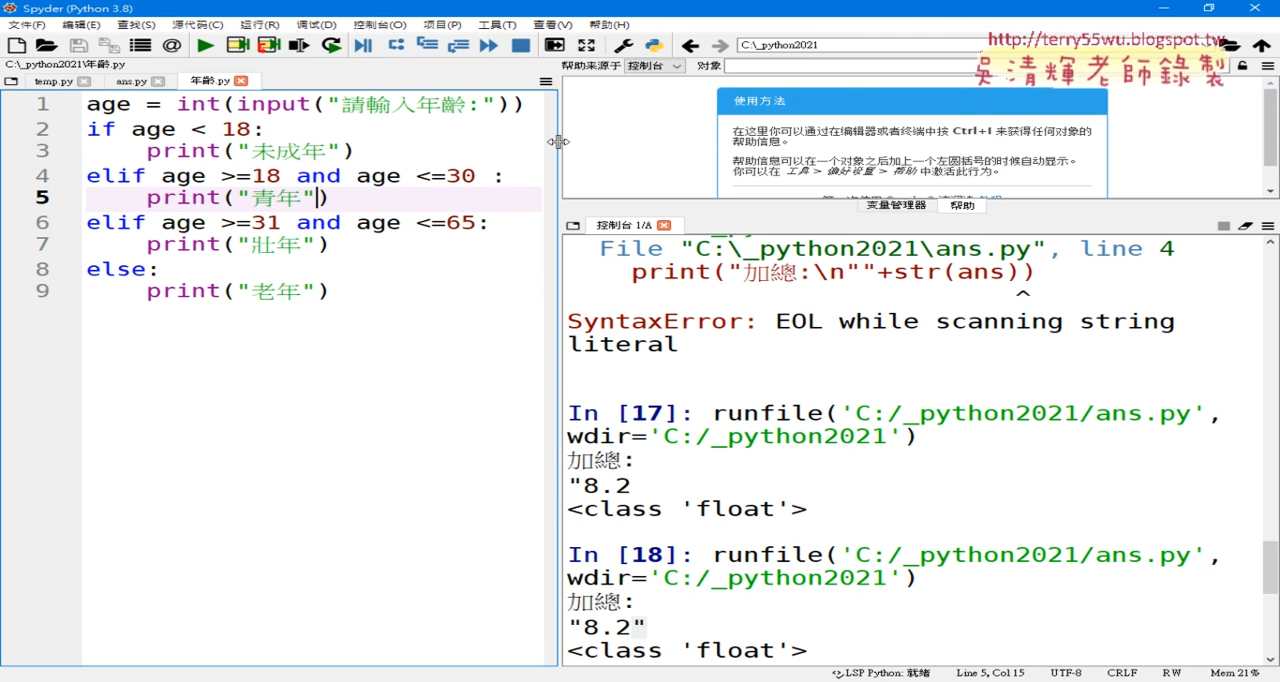 Spyder (Python 3.8)
文件(F) 编辑(E) 查找(S) 源代码(C) 运行(R) 调试(D) 控制台(O) 项目(P) 工具(T) 查看(V) 帮助(H)
C:\_python2021
http://terry55wu.blogspot.tw
吳清輝老師錄製
C:\_python2021\年齡.py
帮助来源于 控制台 对象
temp.py ans.py 年齡.py
1 age = int(input("請輸入年齡:"))
2 if age < 18:
3 print("未成年")
4 elif age >=18 and age <=30 :
5 print("青年")
6 elif age >=31 and age <=65:
7 print("壯年")
8 else:
9 print("老年")
使用方法
在这里你可以通过在编辑器或者终端中按 Ctrl+I 来获得任何对象的
帮助信息。
帮助信息可以在一个对象之后加上一个左圆括号的时候自动显示。
你可以在 工具 > 偏好设置 > 帮助 中激活此行为。
变量管理器 帮助
控制台 1/A
File "C:\_python2021\ans.py", line 4
print("加總:\n""+str(ans))
^
SyntaxError: EOL while scanning string
literal
In [17]: runfile('C:/_python2021/ans.py',
wdir='C:/_python2021')
加總:
"8.2
<class 'float'>
In [18]: runfile('C:/_python2021/ans.py',
wdir='C:/_python2021')
加總:
"8.2"
<class 'float'>
LSP Python: 就绪 Line 5, Col 15 UTF-8 CRLF RW Mem 21%